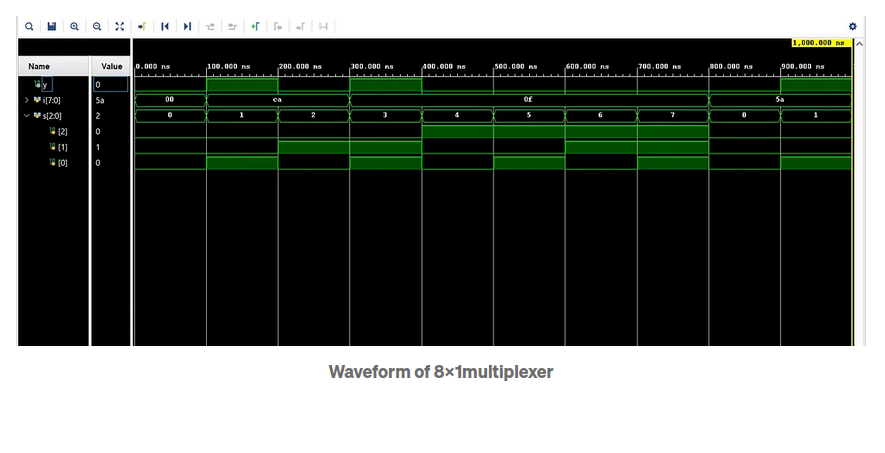 1,000.000 ns
Name Value 0.000 ns 100.000 ns 200.000 ns 300.000 ns 400.000 ns 500.000 ns 600.000 ns 700.000 ns 800.000 ns 900.000 ns
y 0
i[7:0] 5a 00 ca 0f 5a
s[2:0] 2 0 1 2 3 4 5 6 7 0 1
[2] 0
[1] 1
[0] 0
Waveform of 8×1multiplexer